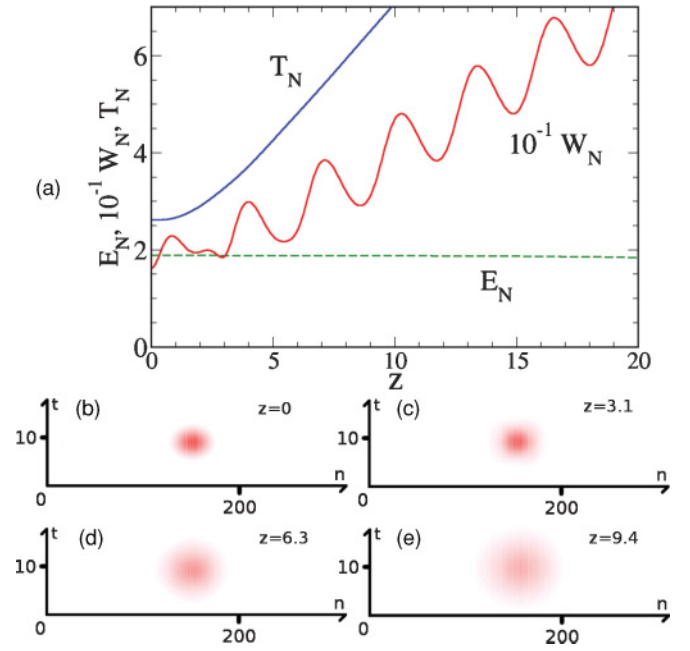 6
4
2
0
(a)
E_N, 10^-1 W_N, T_N
T_N
10^-1 W_N
E_N
0 5 10 15 20
z
t (b) z=0
10
0 200 n
t (c) z=3.1
10
0 200 n
t (d) z=6.3
10
0 200 n
t (e) z=9.4
10
0 200 n